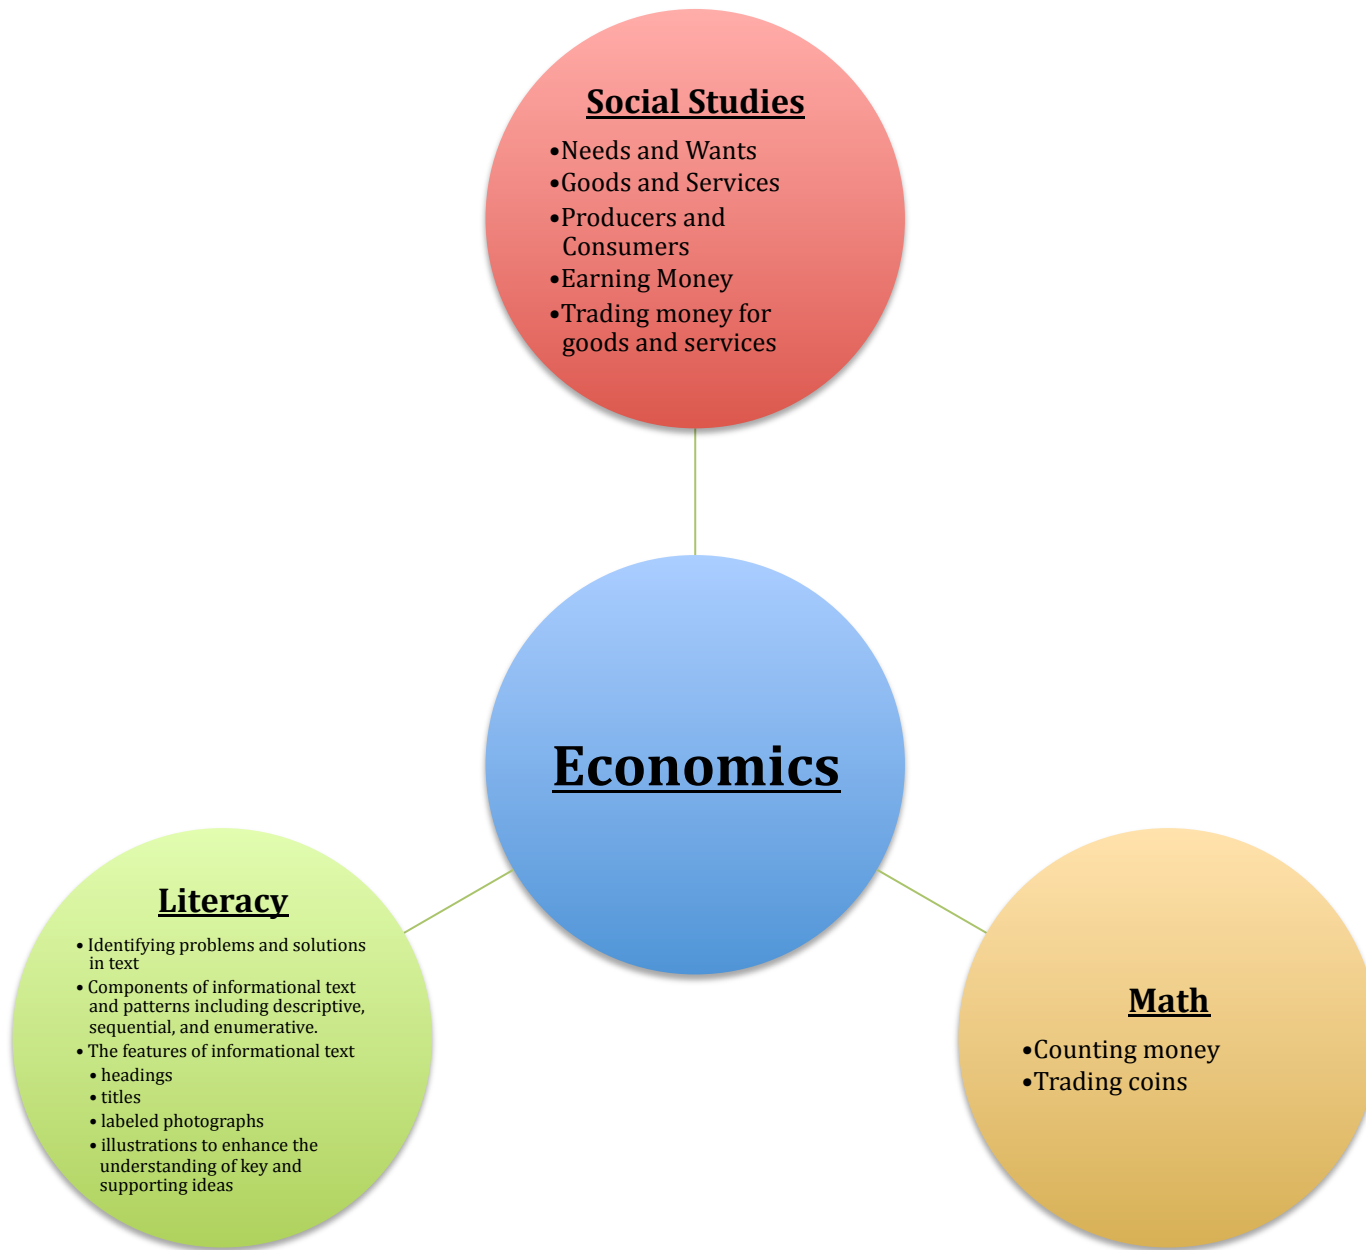 Social Studies
•Needs and Wants
•Goods and Services
•Producers and
Consumers
•Earning Money
•Trading money for
goods and services
Economics
Literacy
• Identifying problems and solutions
in text
• Components of informational text
and patterns including descriptive,
sequential, and enumerative.
• The features of informational text
• headings
• titles
• labeled photographs
• illustrations to enhance the
understanding of key and
supporting ideas
Math
•Counting money
•Trading coins